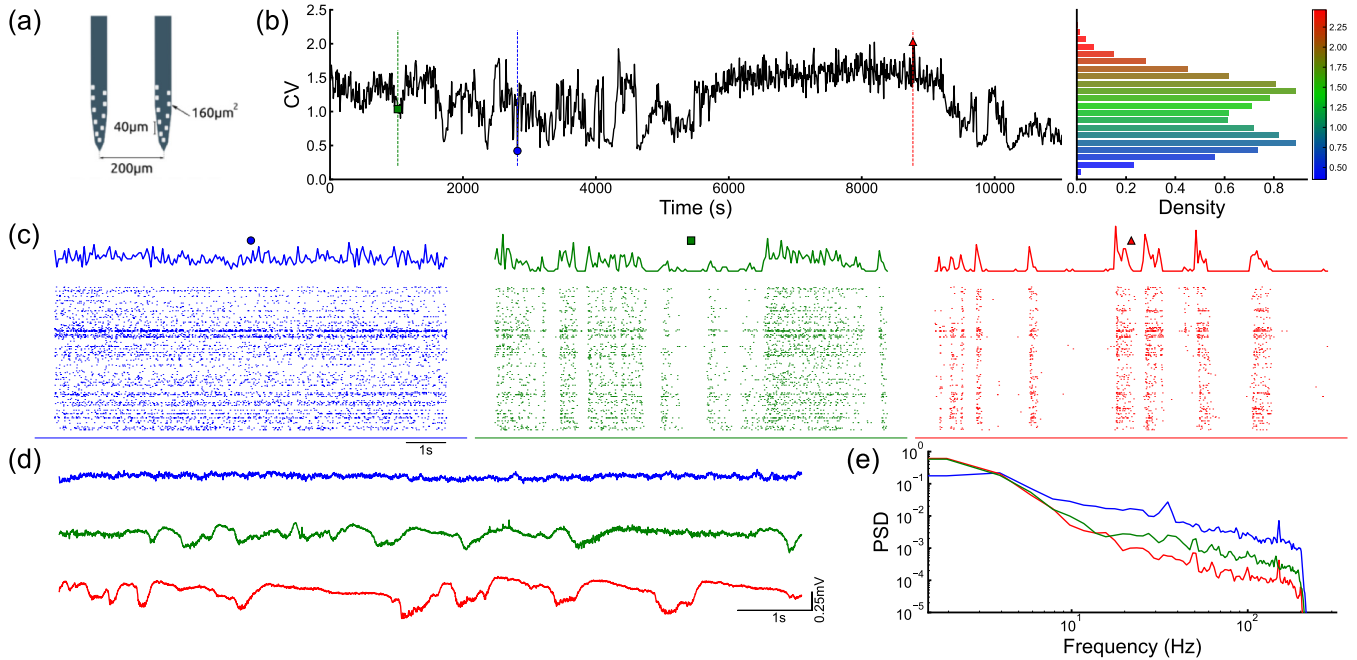 (a)
160μm²
40μm
200μm
(b)
CV
2.5
2.0
1.5
1.0
0.5
0.0
0
2000
4000
6000
8000
10000
Time (s)
0.0
0.2
0.4
0.6
0.8
Density
2.25
2.00
1.75
1.50
1.25
1.00
0.75
0.50
(c)
1s
(d)
1s
0.25mV
(e)
PSD
10⁰
10⁻¹
10⁻²
10⁻³
10⁻⁴
10⁻⁵
10¹
10²
Frequency (Hz)